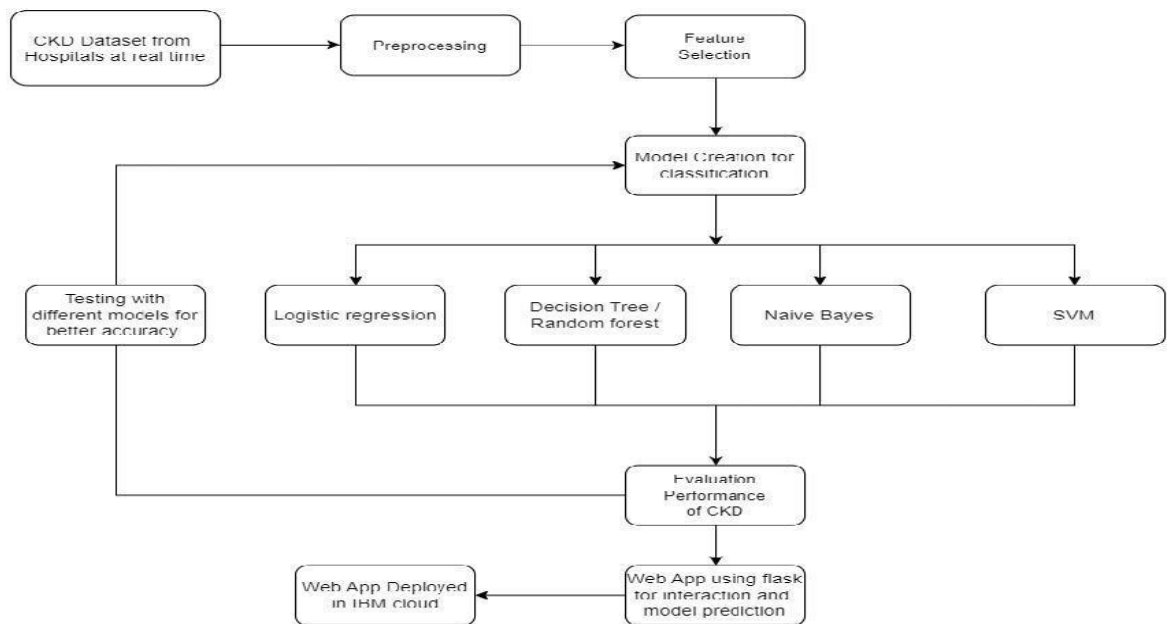 CKD Dataset from
Hospitals at real time
Preprocessing
Feature
Selection
Model Creation for
classification
Testing with
different models for
better accuracy
Logistic regression
Decision Tree /
Random forest
Naive Bayes
SVM
Evaluation
Performance
of CKD
Web App Deployed
in IBM cloud
Web App using flask
for interaction and
model prediction